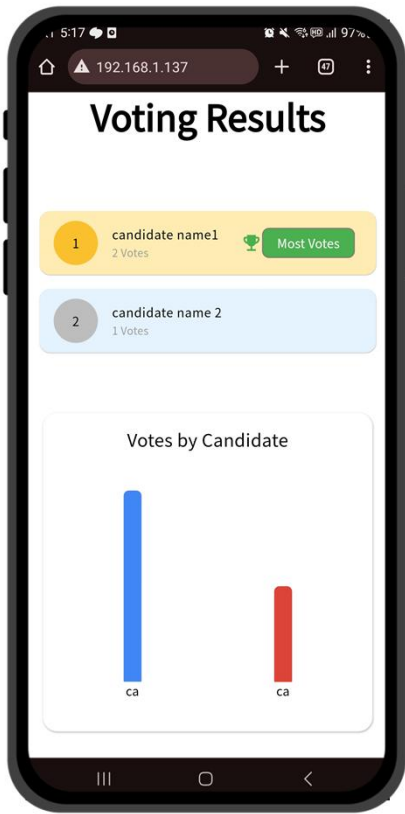 5:17
97%
192.168.1.137
47
Voting Results
1
candidate name1
2 Votes
Most Votes
2
candidate name 2
1 Votes
Votes by Candidate
ca
ca